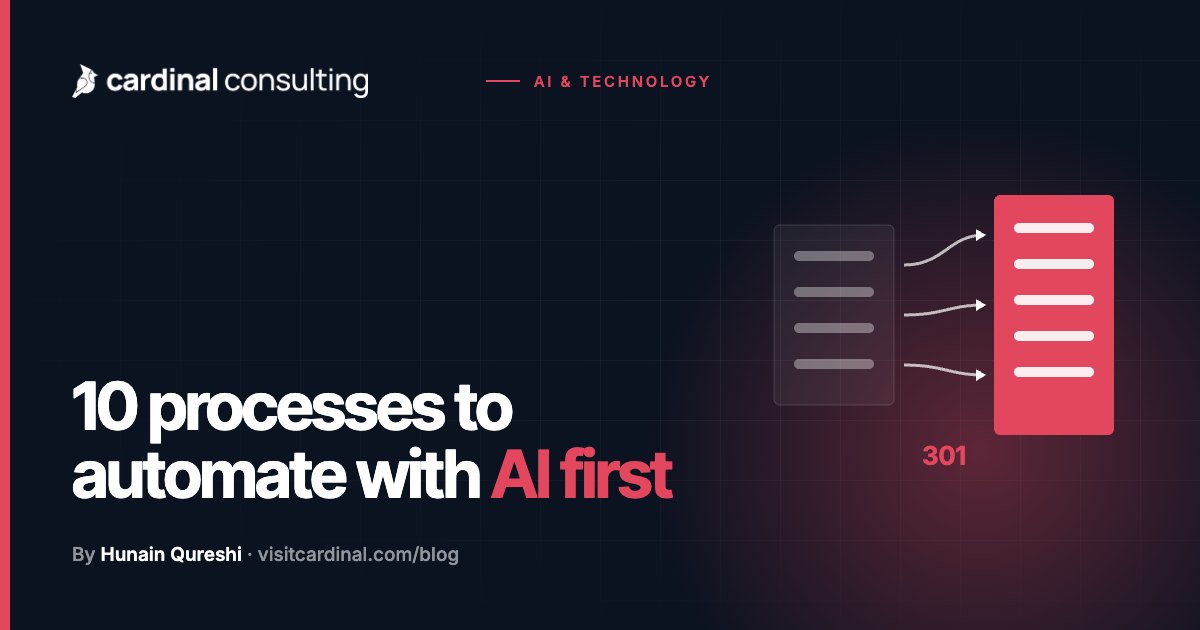 cardinal consulting
AI & TECHNOLOGY
301
10 processes to
automate with AI first
By Hunain Qureshi · visitcardinal.com/blog